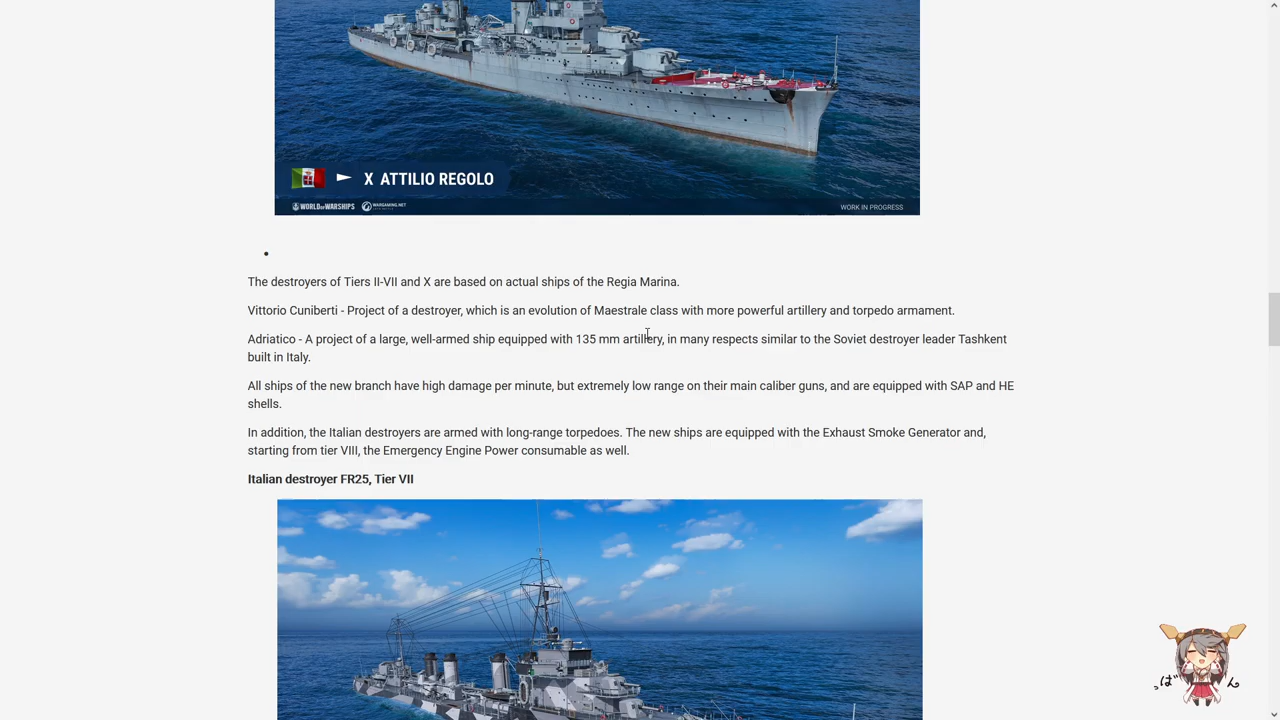 X ATTILIO REGOLO
WORLD OF WARSHIPS WARGAMING.NET WORK IN PROGRESS
The destroyers of Tiers II-VII and X are based on actual ships of the Regia Marina.
Vittorio Cuniberti - Project of a destroyer, which is an evolution of Maestrale class with more powerful artillery and torpedo armament.
Adriatico - A project of a large, well-armed ship equipped with 135 mm artillery, in many respects similar to the Soviet destroyer leader Tashkent
built in Italy.
All ships of the new branch have high damage per minute, but extremely low range on their main caliber guns, and are equipped with SAP and HE
shells.
In addition, the Italian destroyers are armed with long-range torpedoes. The new ships are equipped with the Exhaust Smoke Generator and,
starting from tier VIII, the Emergency Engine Power consumable as well.
Italian destroyer FR25, Tier VII
っば ん